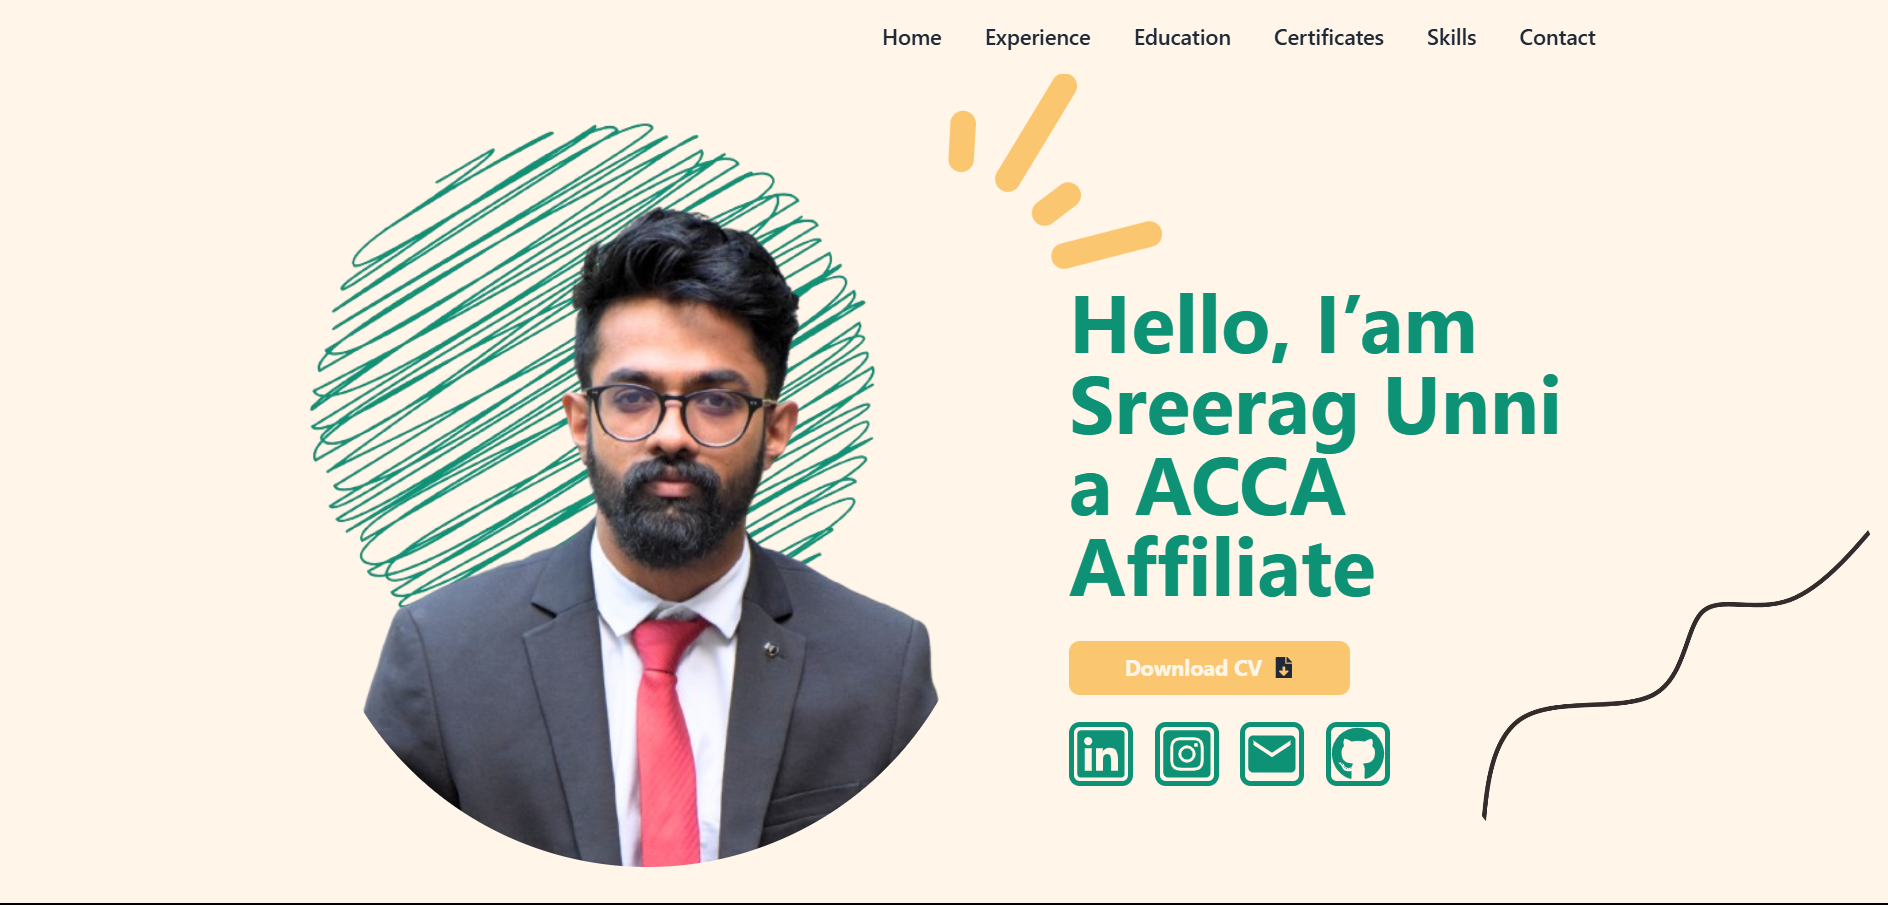 Home Experience Education Certificates Skills Contact
Hello, I’am
Sreerag Unni
a ACCA
Affiliate
Download CV
in